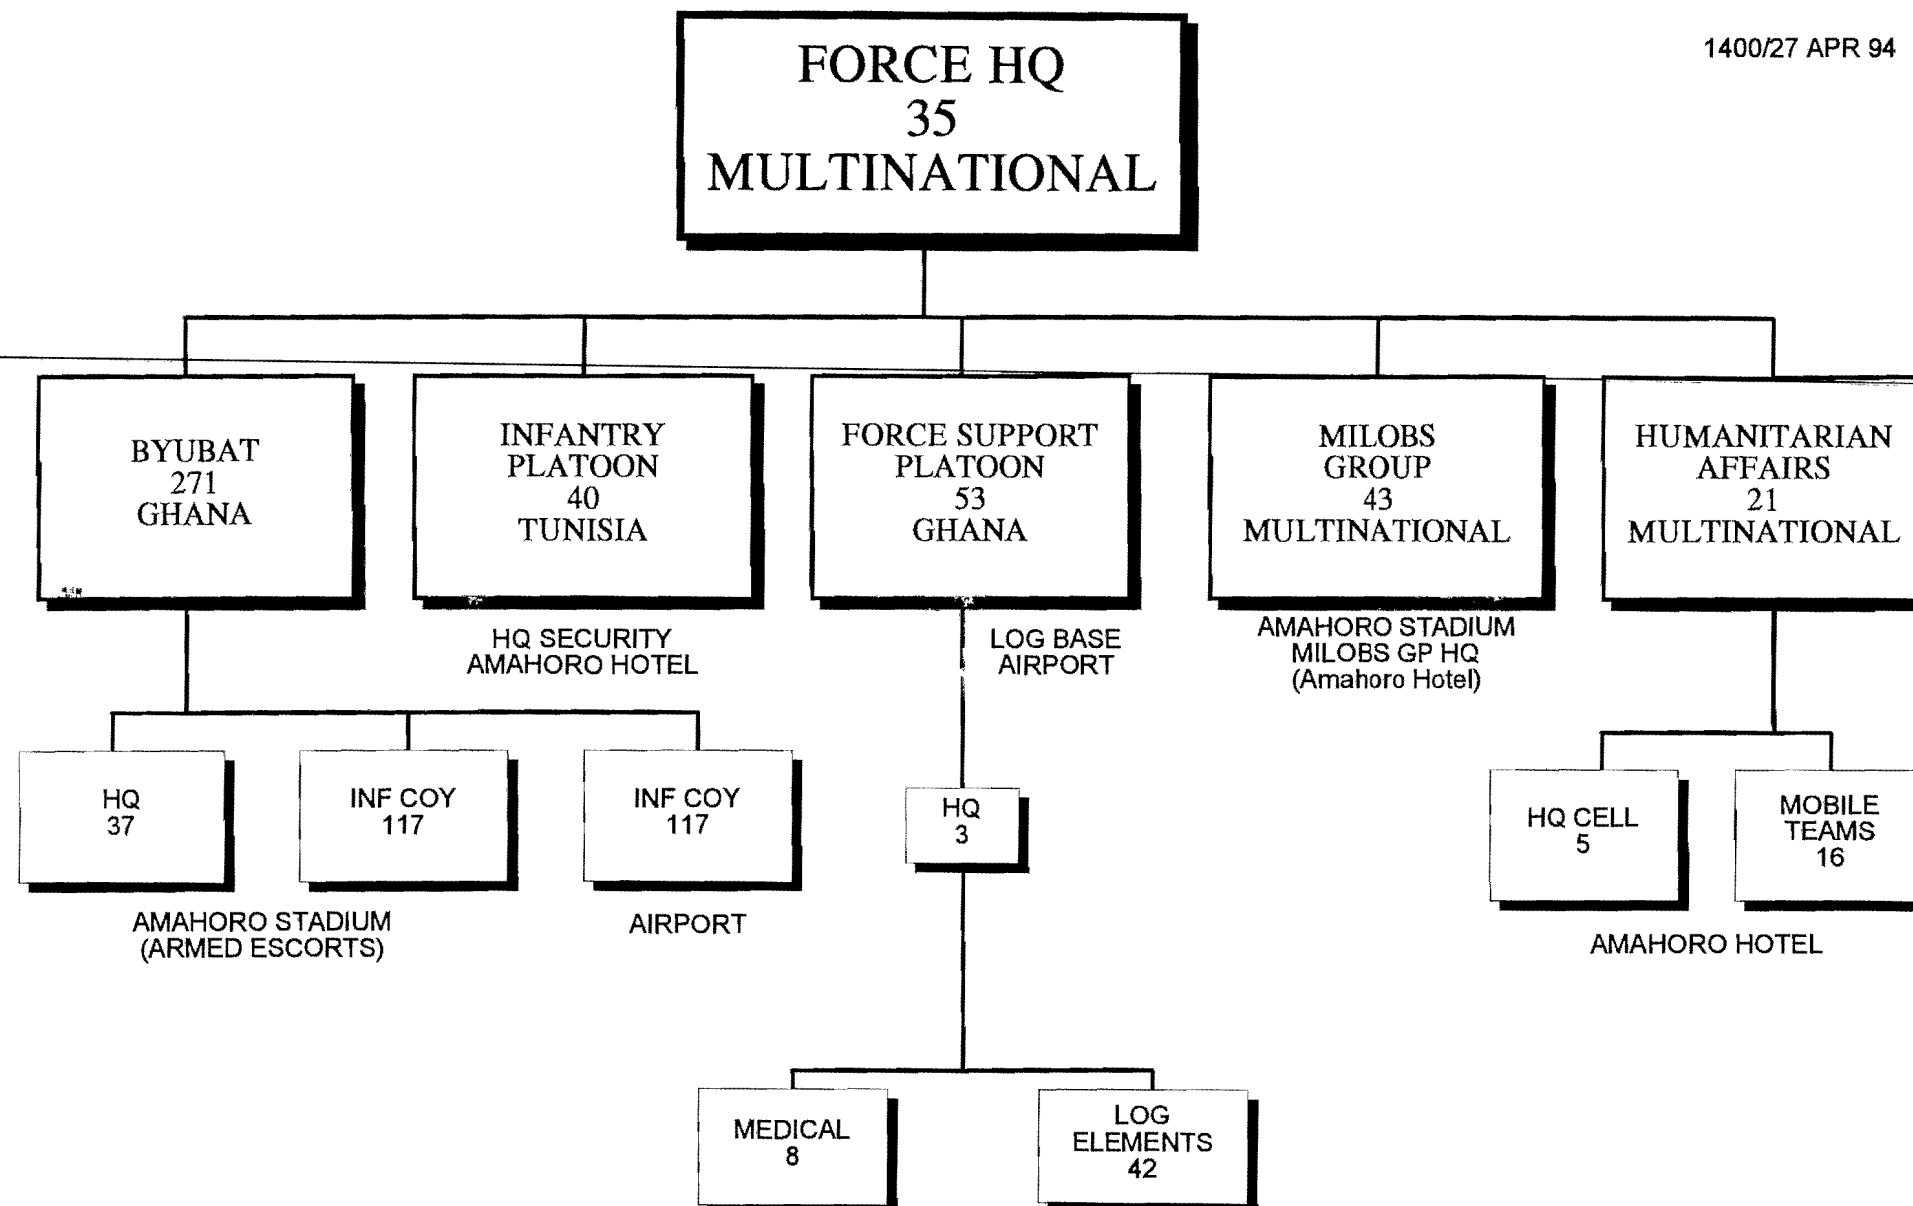 1400/27 APR 94
FORCE HQ
35
MULTINATIONAL
BYUBAT
271
GHANA
INFANTRY
PLATOON
40
TUNISIA
FORCE SUPPORT
PLATOON
53
GHANA
MILOBS
GROUP
43
MULTINATIONAL
HUMANITARIAN
AFFAIRS
21
MULTINATIONAL
HQ SECURITY
AMAHORO HOTEL
LOG BASE
AIRPORT
AMAHORO STADIUM
MILOBS GP HQ
(Amahoro Hotel)
HQ
37
INF COY
117
INF COY
117
HQ
3
HQ CELL
5
MOBILE
TEAMS
16
AMAHORO STADIUM
(ARMED ESCORTS)
AIRPORT
AMAHORO HOTEL
MEDICAL
8
LOG
ELEMENTS
42